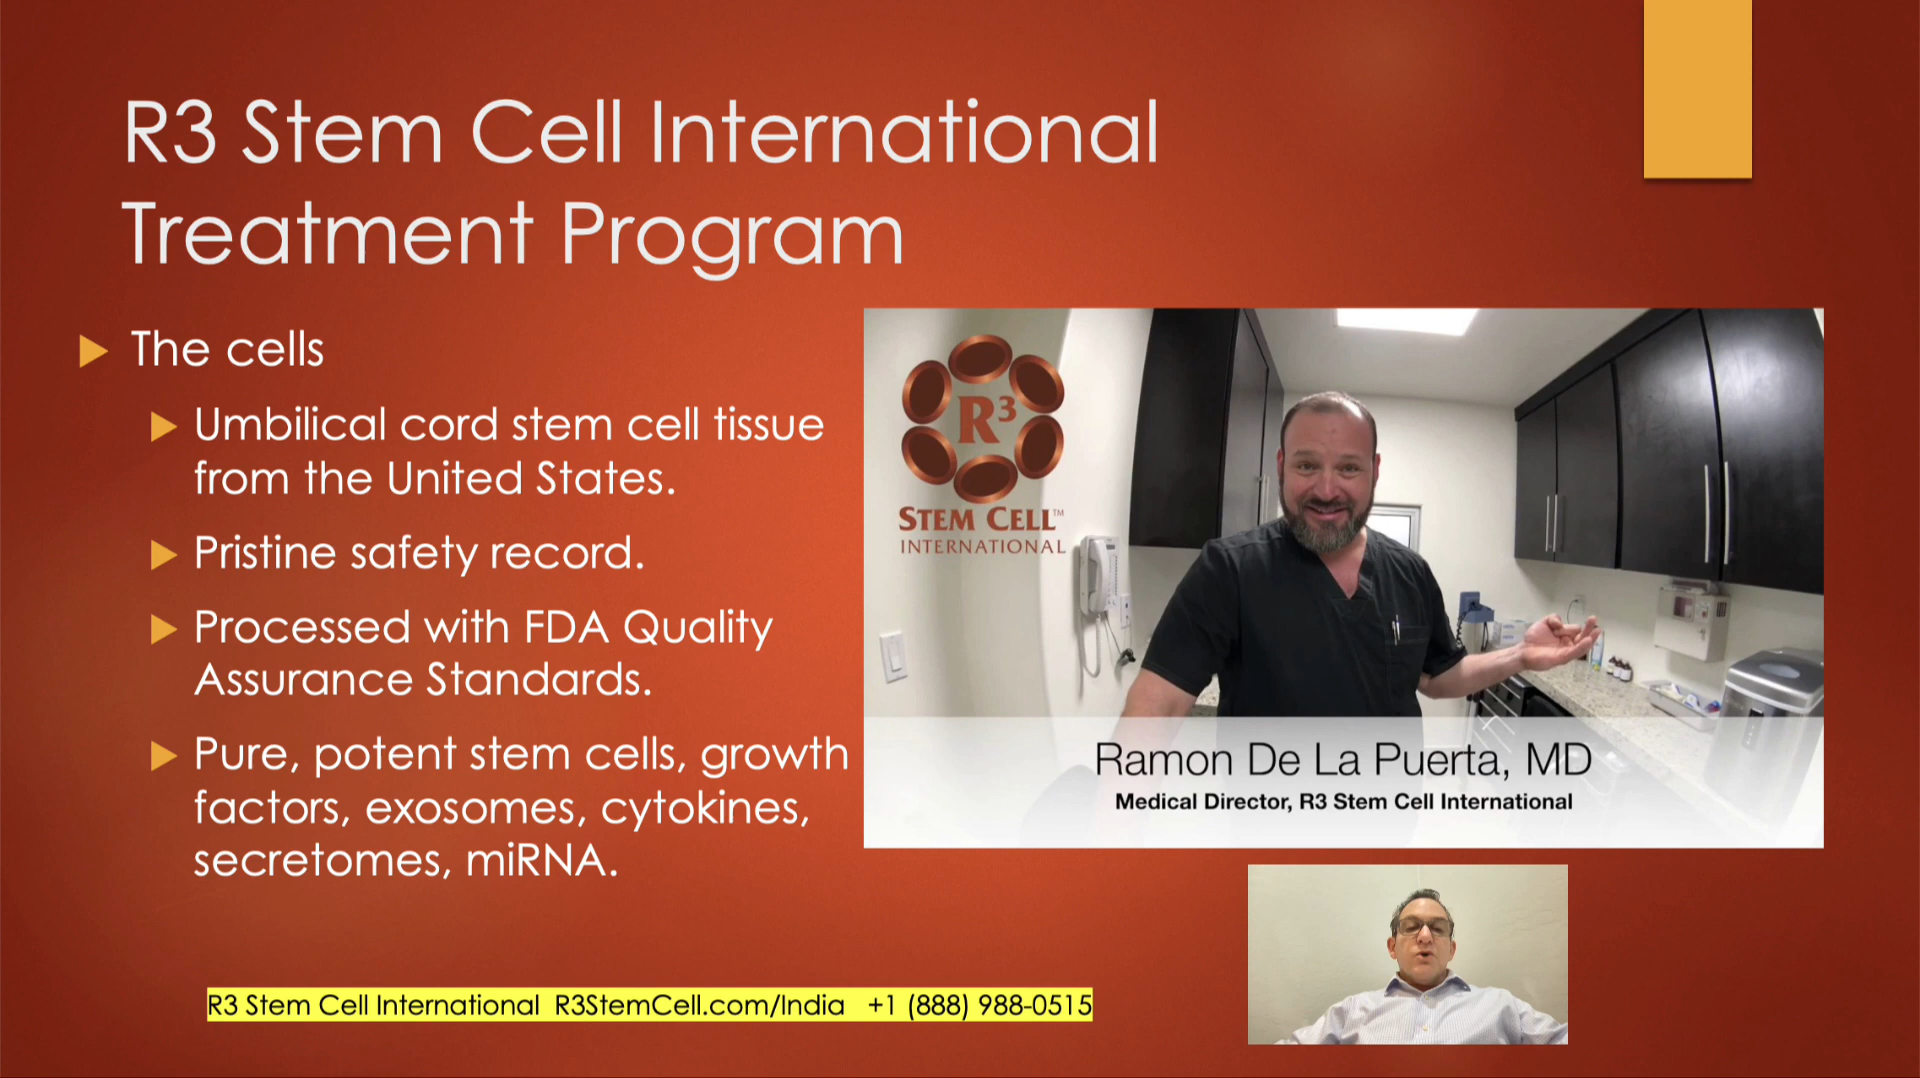 R3 Stem Cell International
Treatment Program
The cells
Umbilical cord stem cell tissue
from the United States.
Pristine safety record.
Processed with FDA Quality
Assurance Standards.
Pure, potent stem cells, growth
factors, exosomes, cytokines,
secretomes, miRNA.
R3
STEM CELL™
INTERNATIONAL
Ramon De La Puerta, MD
Medical Director, R3 Stem Cell International
R3 Stem Cell International R3StemCell.com/India +1 (888) 988-0515